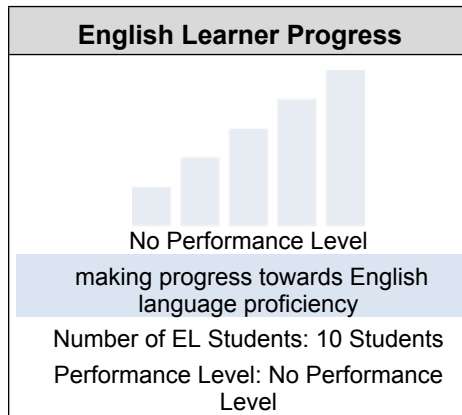 English Learner Progress
No Performance Level
making progress towards English
language proficiency
Number of EL Students: 10 Students
Performance Level: No Performance
Level